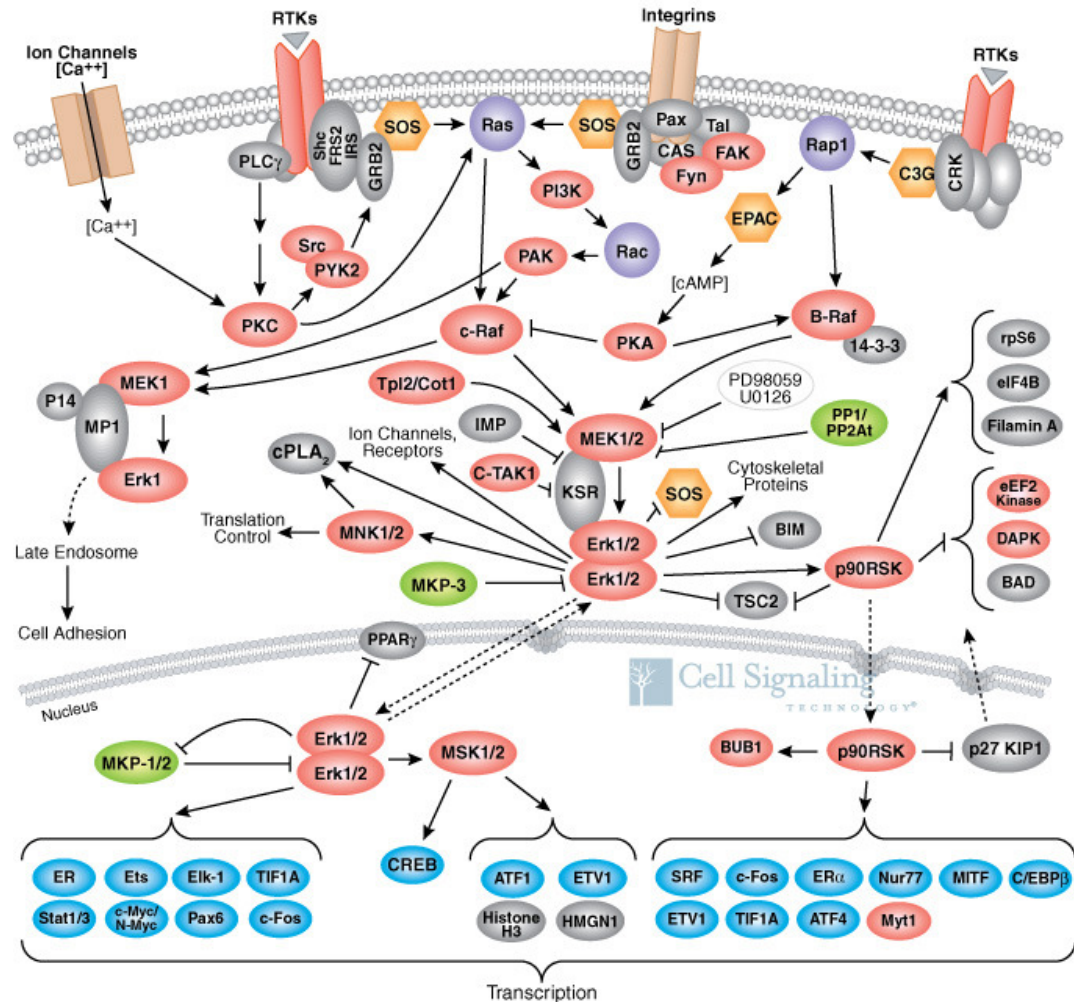 Ion Channels
[Ca++]
RTKs
Integrins
RTKs
PLCγ
Shc
FRS2
IRS
GRB2
SOS
Ras
SOS
GRB2
Pax
Tal
CAS
FAK
Fyn
Rap1
C3G
CRK
[Ca++]
Src
PYK2
PI3K
Rac
PAK
EPAC
[cAMP]
PKC
c-Raf
PKA
B-Raf
14-3-3
rpS6
eIF4B
Filamin A
MEK1
P14
MP1
Erk1
Tpl2/Cot1
PD98059
U0126
IMP
MEK1/2
PP1/
PP2At
Ion Channels,
Receptors
cPLA2
C-TAK1
KSR
SOS
Cytoskeletal
Proteins
eEF2
Kinase
DAPK
BAD
Translation
Control
MNK1/2
Erk1/2
Erk1/2
BIM
p90RSK
MKP-3
TSC2
Late Endosome
Cell Adhesion
PPARγ
Nucleus
Cell Signaling
TECHNOLOGY®
MKP-1/2
Erk1/2
Erk1/2
MSK1/2
BUB1
p90RSK
p27 KIP1
ER
Ets
Elk-1
TIF1A
Stat1/3
c-Myc/
N-Myc
Pax6
c-Fos
CREB
ATF1
ETV1
Histone
H3
HMGN1
SRF
c-Fos
ERα
Nur77
MITF
C/EBPβ
ETV1
TIF1A
ATF4
Myt1
Transcription